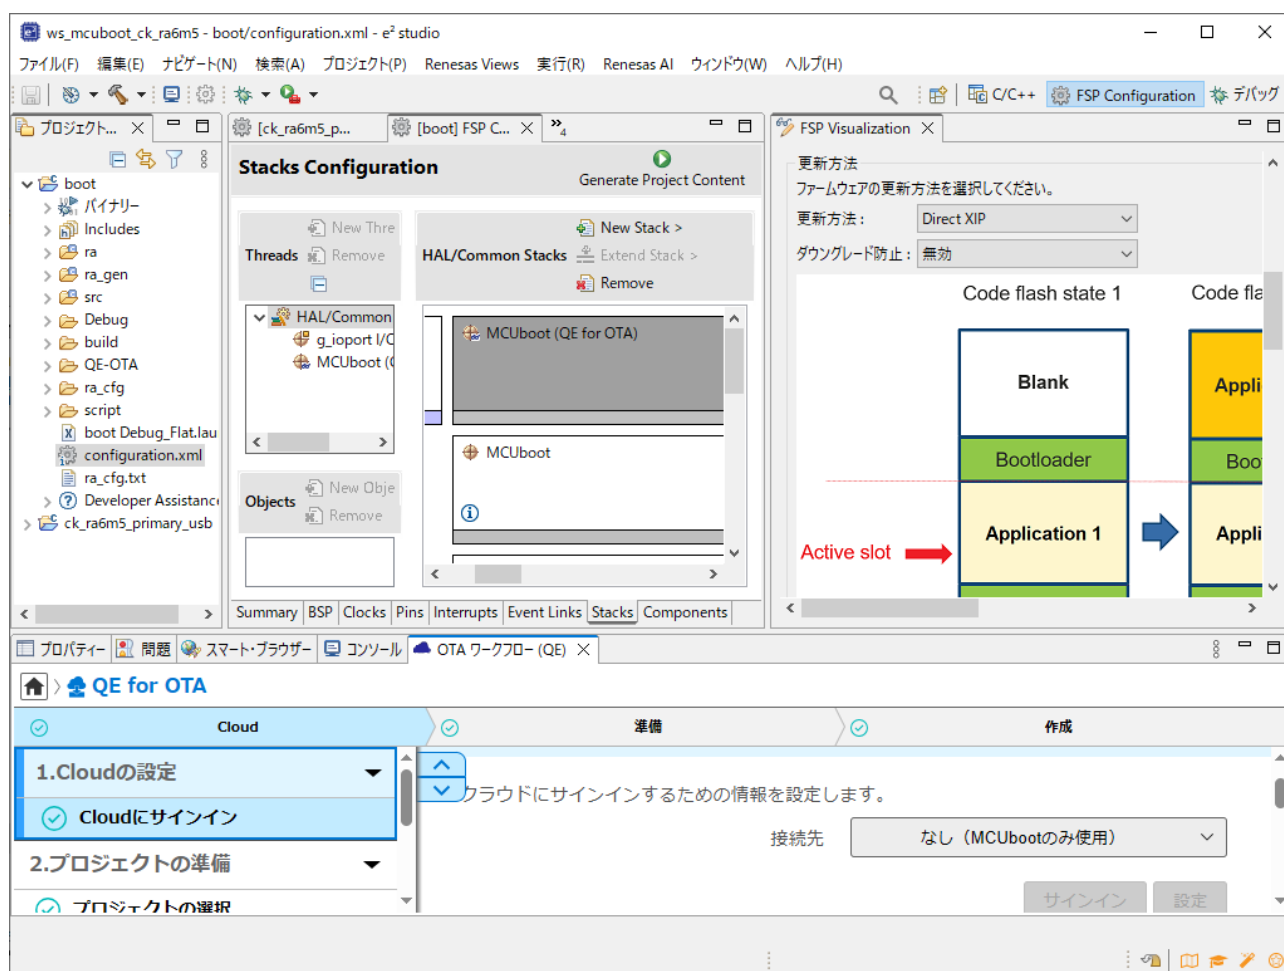 ws_mcuboot_ck_ra6m5 - boot/configuration.xml - e² studio
ファイル(F) 編集(E) ナビゲート(N) 検索(A) プロジェクト(P) Renesas Views 実行(R) Renesas AI ウィンドウ(W) ヘルプ(H)
C/C++ FSP Configuration デバッグ
プロジェクト...
boot
バイナリー
Includes
ra
ra_gen
src
Debug
build
QE-OTA
ra_cfg
script
boot Debug_Flat.lau
configuration.xml
ra_cfg.txt
Developer Assistance
ck_ra6m5_primary_usb
[ck_ra6m5_p...
[boot] FSP C...
»4
Stacks Configuration
Generate Project Content
Threads
New Thre
Remove
HAL/Common Stacks
New Stack >
Extend Stack >
Remove
HAL/Common
g_ioport I/O
MCUboot (
Objects
New Obje
Remove
MCUboot (QE for OTA)
MCUboot
Summary BSP Clocks Pins Interrupts Event Links Stacks Components
FSP Visualization
更新方法
ファームウェアの更新方法を選択してください。
更新方法： Direct XIP
ダウングレード防止： 無効
Code flash state 1
Code fla
Blank
Bootloader
Application 1
Active slot
Appli
Boo
Appli
プロパティー 問題 スマート・ブラウザー コンソール OTA ワークフロー (QE)
QE for OTA
Cloud
準備
作成
1.Cloudの設定
Cloudにサインイン
2.プロジェクトの準備
プロジェクトの選択
クラウドにサインインするための情報を設定します。
接続先 なし（MCUbootのみ使用）
サインイン 設定